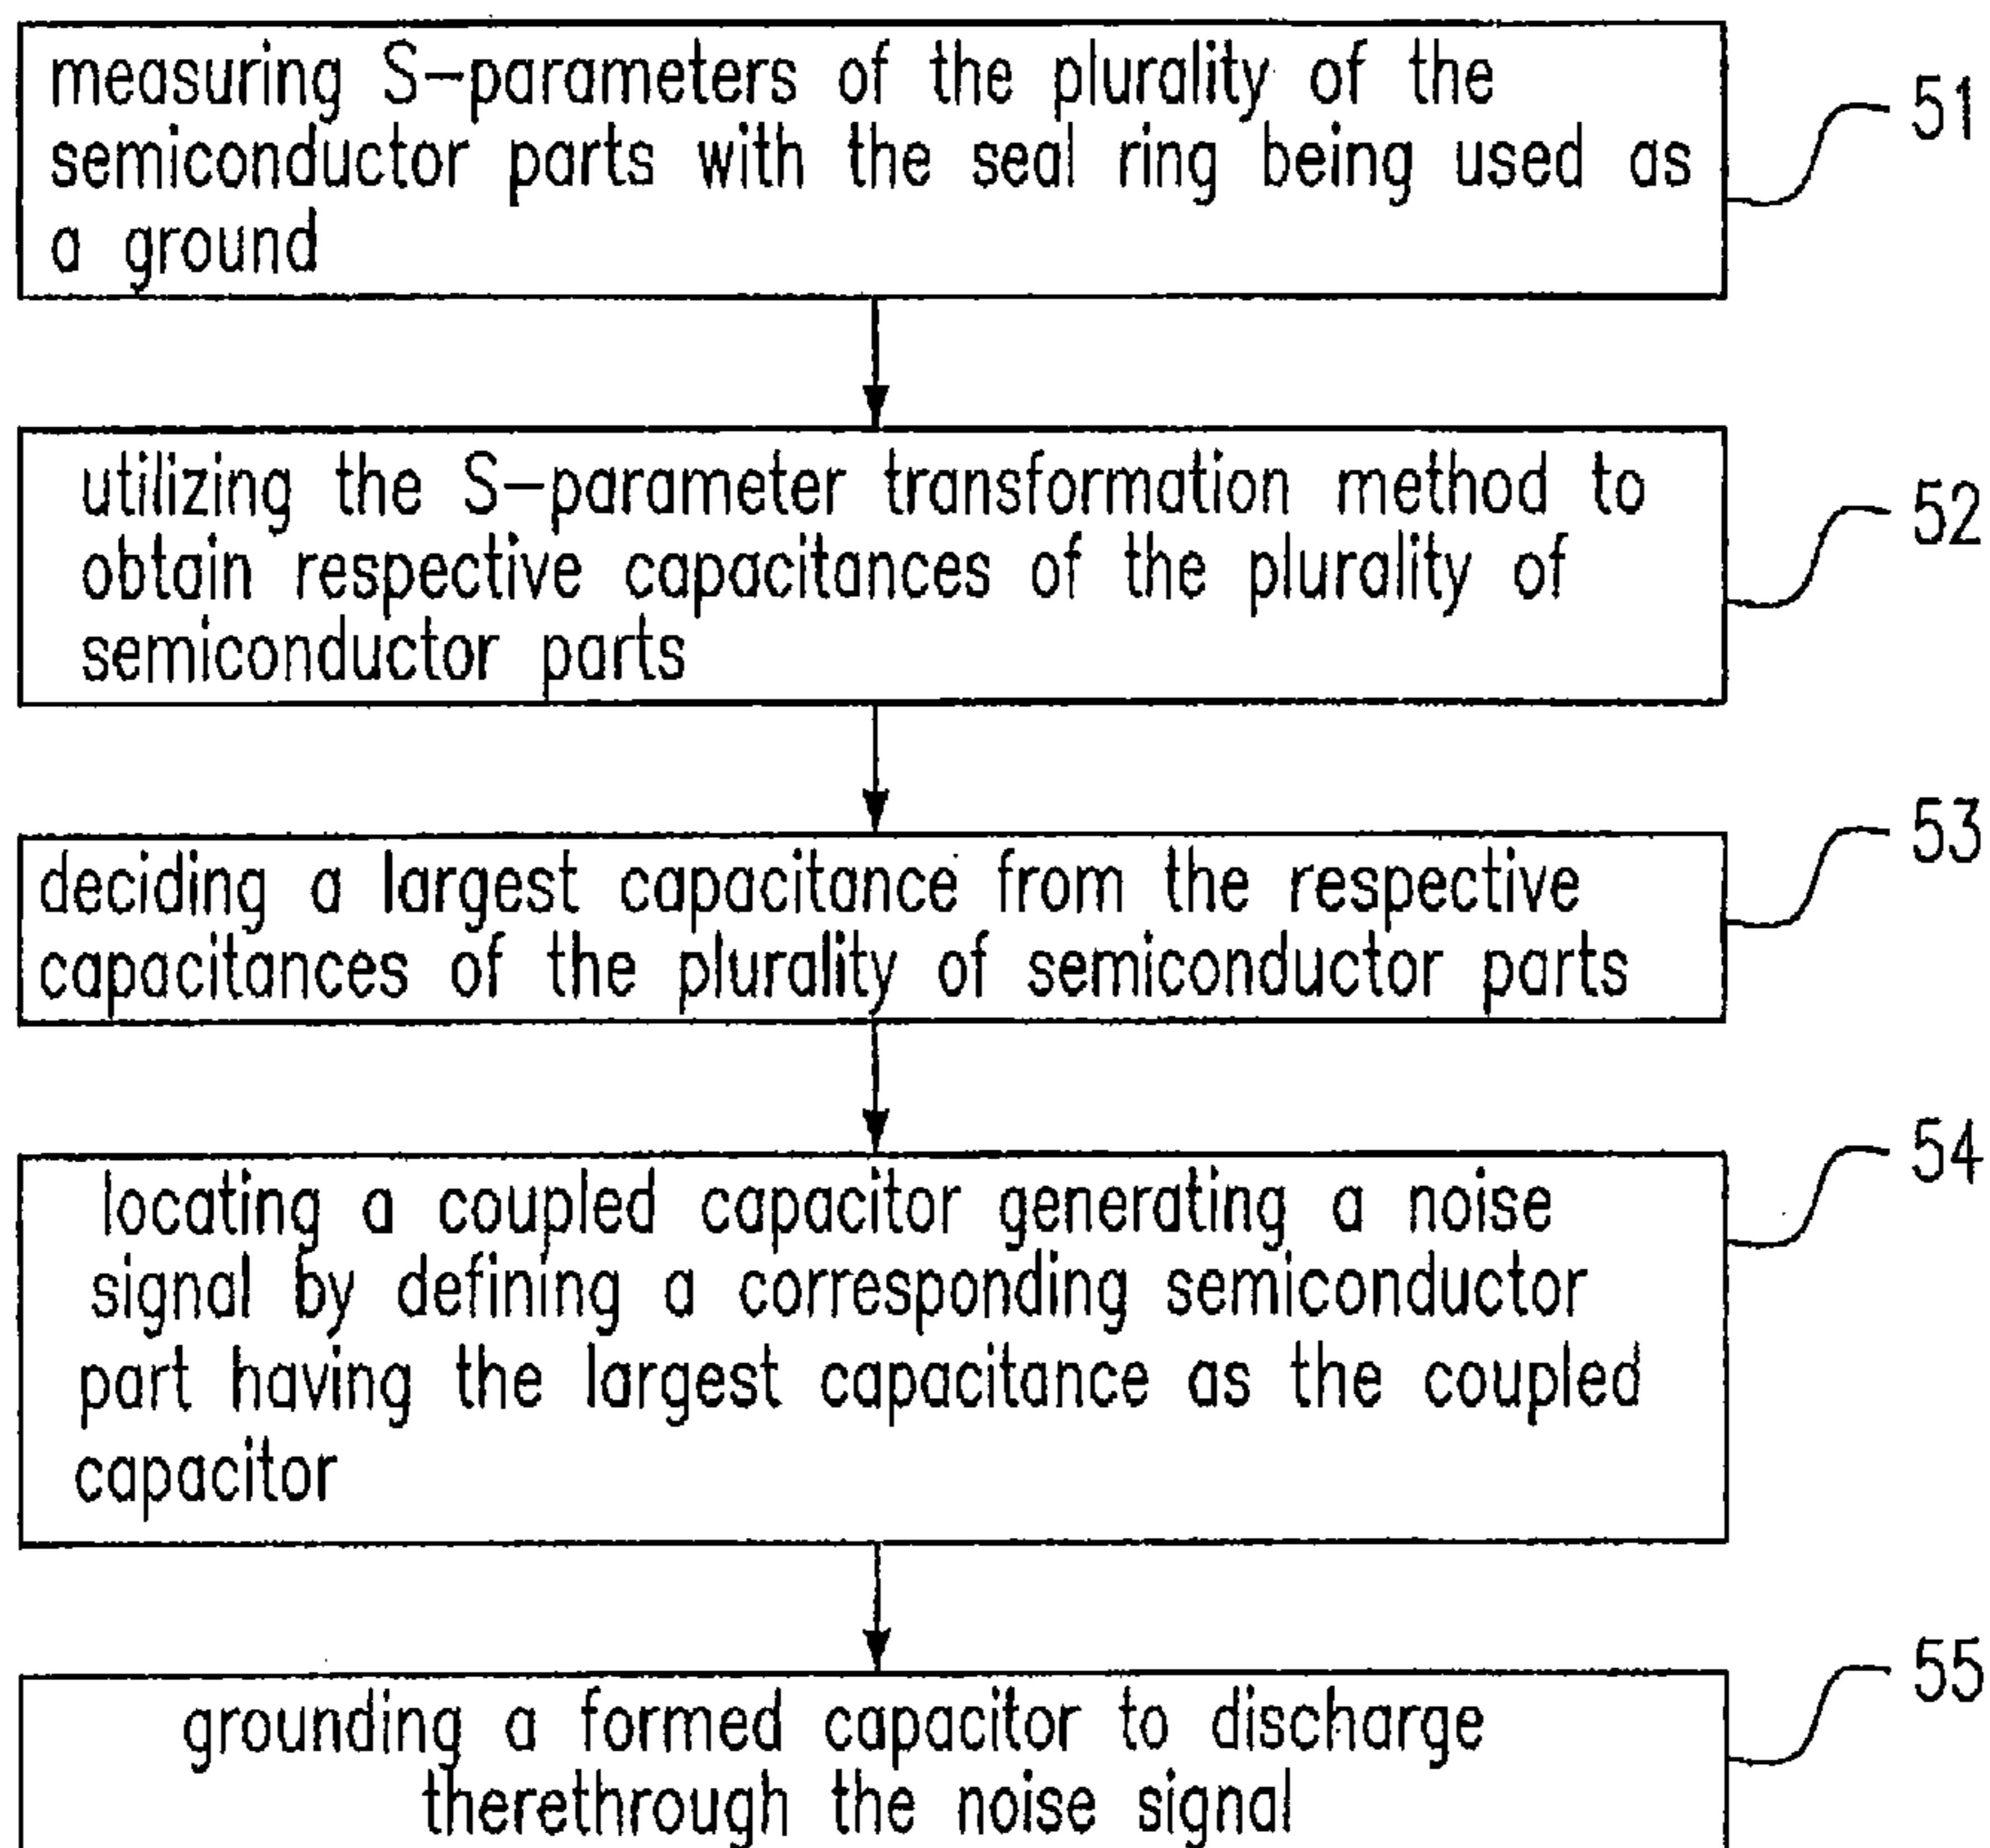 measuring S-parameters of the plurality of the
semiconductor parts with the seal ring being used as
a ground
51
utilizing the S-parameter transformation method to
obtain respective capacitances of the plurality of
semiconductor parts
52
deciding a largest capacitance from the respective
capacitances of the plurality of semiconductor parts
53
locating a coupled capacitor generating a noise
signal by defining a corresponding semiconductor
part having the largest capacitance as the coupled
capacitor
54
grounding a formed capacitor to discharge
therethrough the noise signal
55